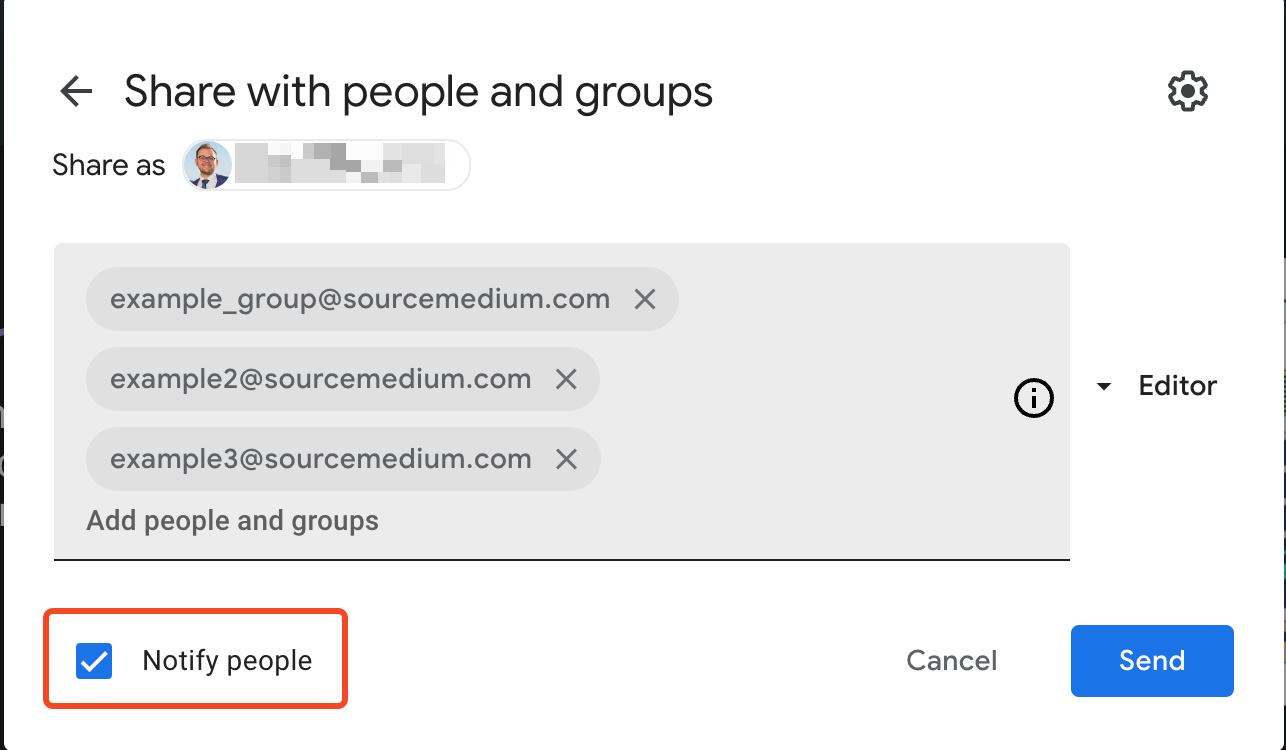 Share with people and groups
Share as
example_group@sourcemedium.com
example2@sourcemedium.com
example3@sourcemedium.com
Add people and groups
Editor
Notify people
Cancel
Send